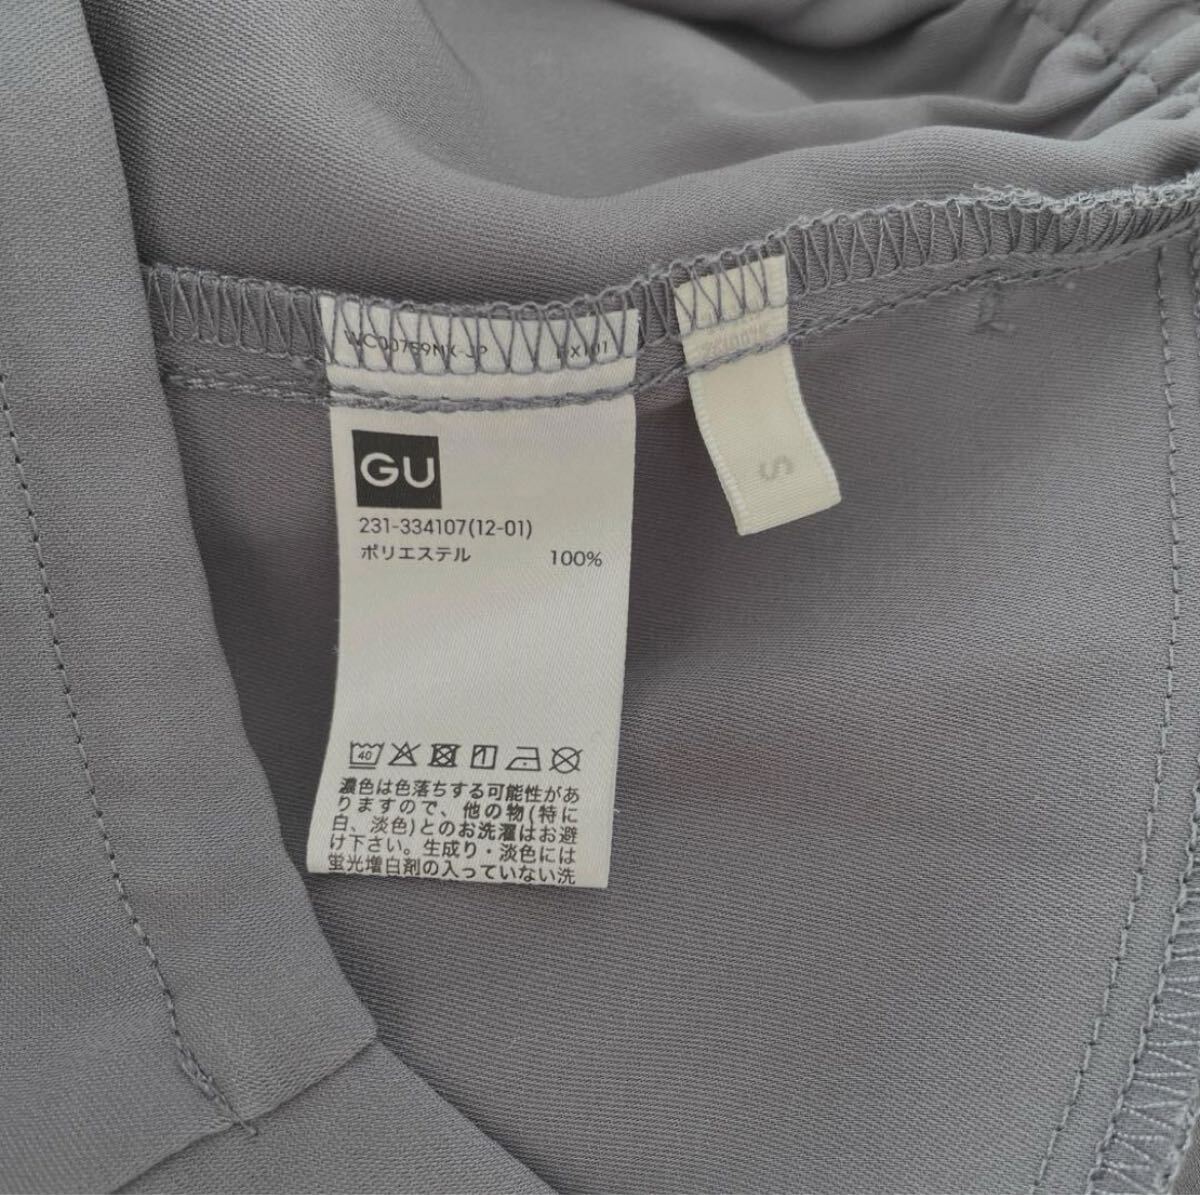 GU
231-334107(12-01)
ポリエステル 100%
40
濃色は色落ちする可能性があ
りますので、他の物(特に
白、淡色)とのお洗濯はお避
け下さい。生成り・淡色には
蛍光増白剤の入っていない洗
S